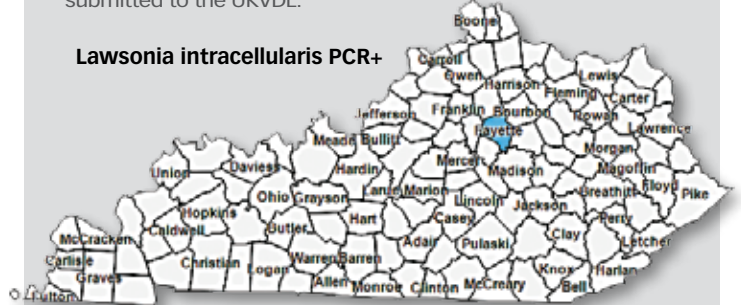 submitted to the UKVDL.
Lawsonia intracellularis PCR+
Boone
Carroll
Owen
Harrison
Lewis
Fleming
Carter
Jefferson
Franklin
Bourbon
Rowan
Fayette
Lawrence
Meade
Bullitt
Morgan
Mercer
Magoffin
Union
Daviess
Hardin
Madison
Breathitt
Floyd
Pike
Ohio
Grayson
Larue
Marion
Lincoln
Jackson
Hopkins
Hart
Casey
Perry
McCracken
Caldwell
Butler
Adair
Pulaski
Clay
Letcher
Carlisle
Christian
Logan
Warren
Barren
Knox
Harlan
Graves
Allen
Monroe
Clinton
McCreary
Bell
Fulton